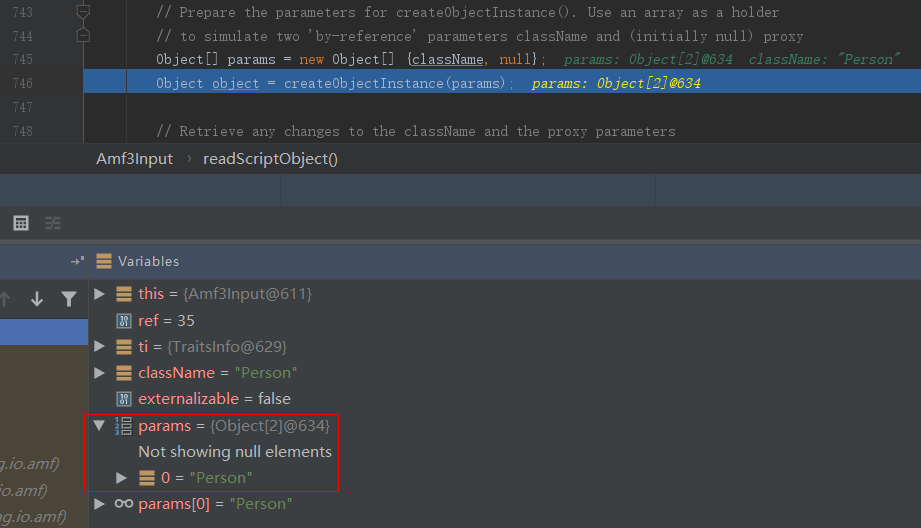 743 // Prepare the parameters for createObjectInstance(). Use an array as a holder
744 // to simulate two 'by-reference' parameters className and (initially null) proxy
745 Object[] params = new Object[] {className, null}; params: Object[2]@634 className: "Person"
746 Object object = createObjectInstance(params); params: Object[2]@634
747
748 // Retrieve any changes to the className and the proxy parameters
Amf3Input › readScriptObject()
Variables
this = {Amf3Input@611}
ref = 35
ti = {TraitsInfo@629}
className = "Person"
externalizable = false
params = {Object[2]@634}
Not showing null elements
g.io.amf)
0 = "Person"
io.amf)
params[0] = "Person"
ng.io.amf)